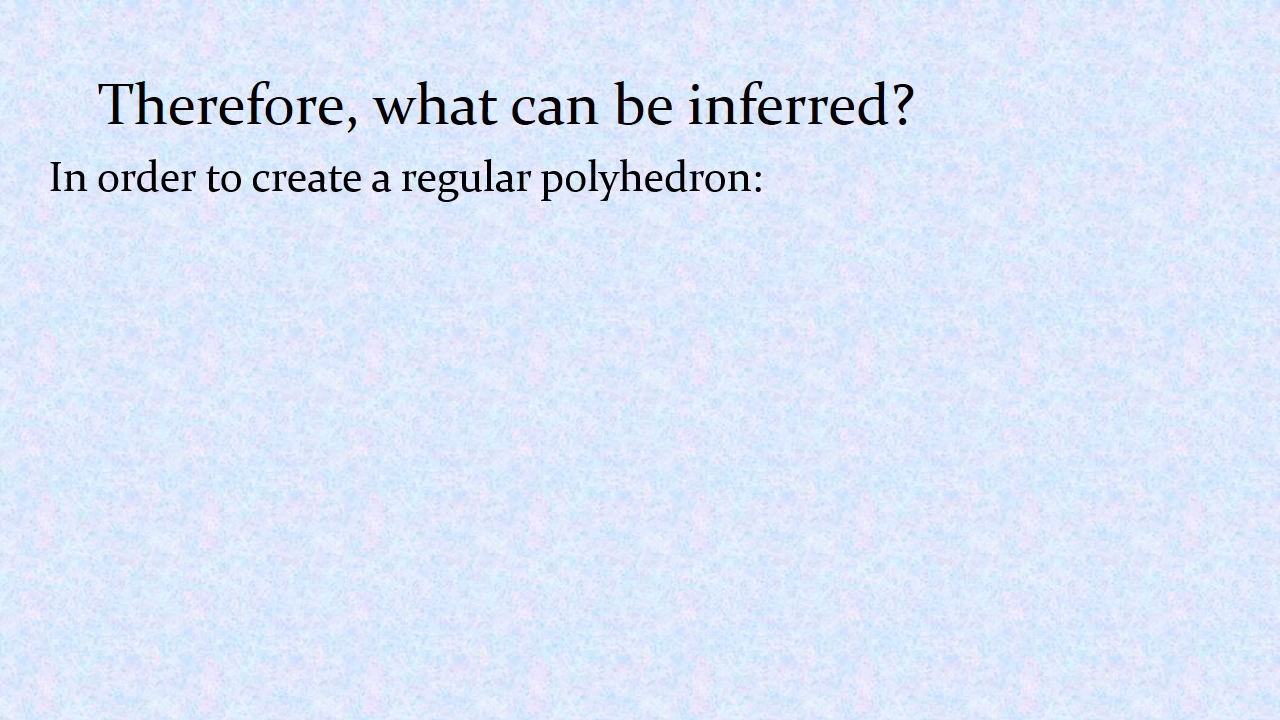 Therefore, what can be inferred?
In order to create a regular polyhedron: